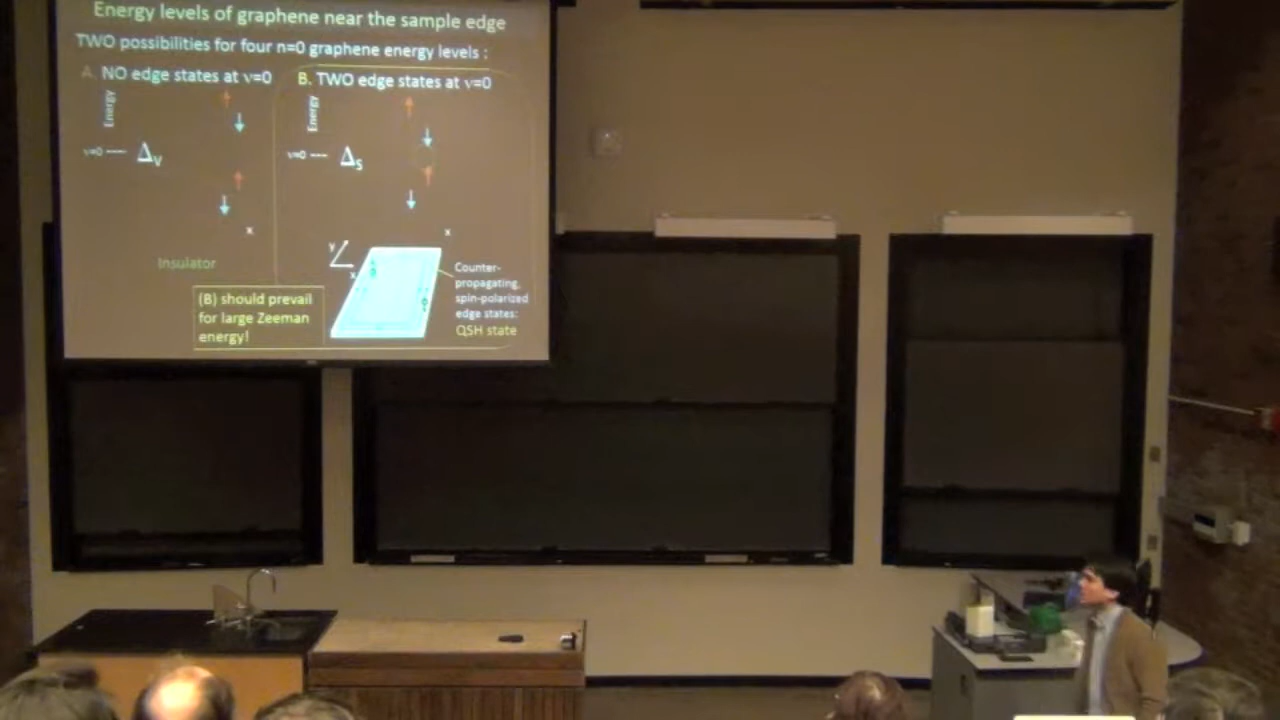 Energy levels of graphene near the sample edge
TWO possibilities for four n=0 graphene energy levels :
A. NO edge states at ν=0
Energy
ν=0 ---- Δv
x
Insulator
B. TWO edge states at ν=0
Energy
ν=0 ---- Δs
x
y
x
Counter-
propagating,
spin-polarized
edge states:
QSH state
(B) should prevail
for large Zeeman
energy!